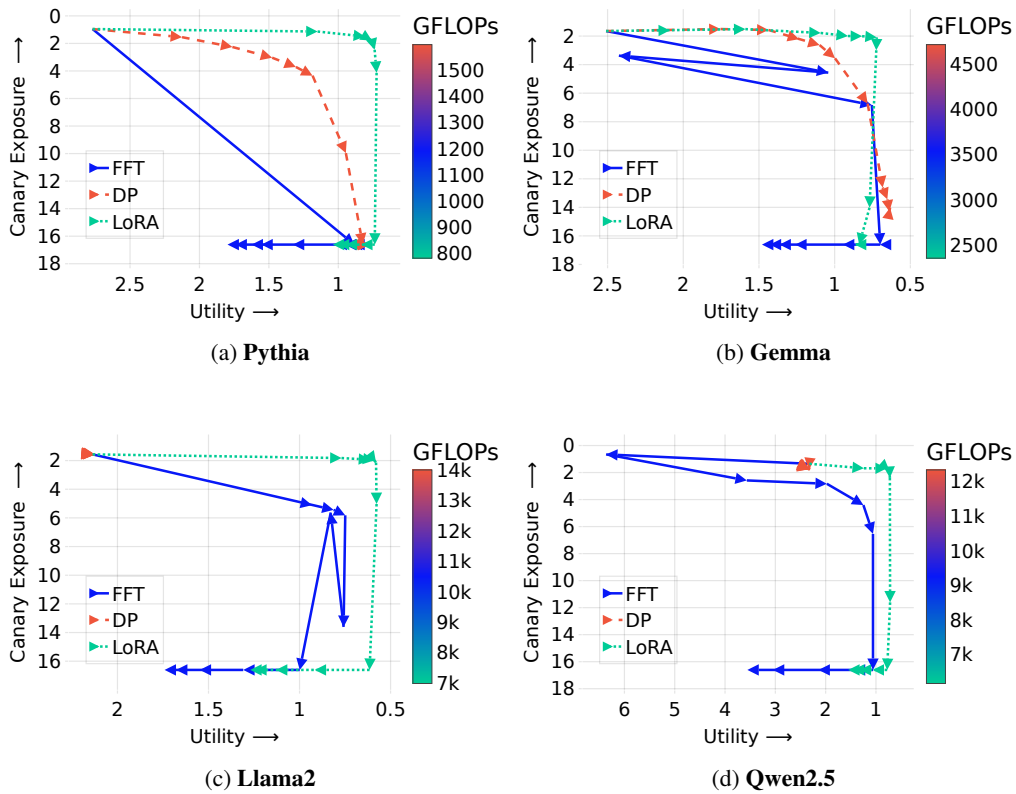 GFLOPs
0
2
4
6
8
10
12
14
16
18
Canary Exposure ⟶
FFT
DP
LoRA
2.5
2
1.5
1
Utility ⟶
1500
1400
1300
1200
1100
1000
900
800
(a) Pythia
GFLOPs
2
4
6
8
10
12
14
16
18
Canary Exposure ⟶
FFT
DP
LoRA
2.5
2
1.5
1
0.5
Utility ⟶
4500
4000
3500
3000
2500
(b) Gemma
GFLOPs
2
4
6
8
10
12
14
16
Canary Exposure ⟶
FFT
DP
LoRA
2
1.5
1
0.5
Utility ⟶
14k
13k
12k
11k
10k
9k
8k
7k
(c) Llama2
GFLOPs
0
2
4
6
8
10
12
14
16
18
Canary Exposure ⟶
FFT
DP
LoRA
6
5
4
3
2
1
Utility ⟶
12k
11k
10k
9k
8k
7k
(d) Qwen2.5